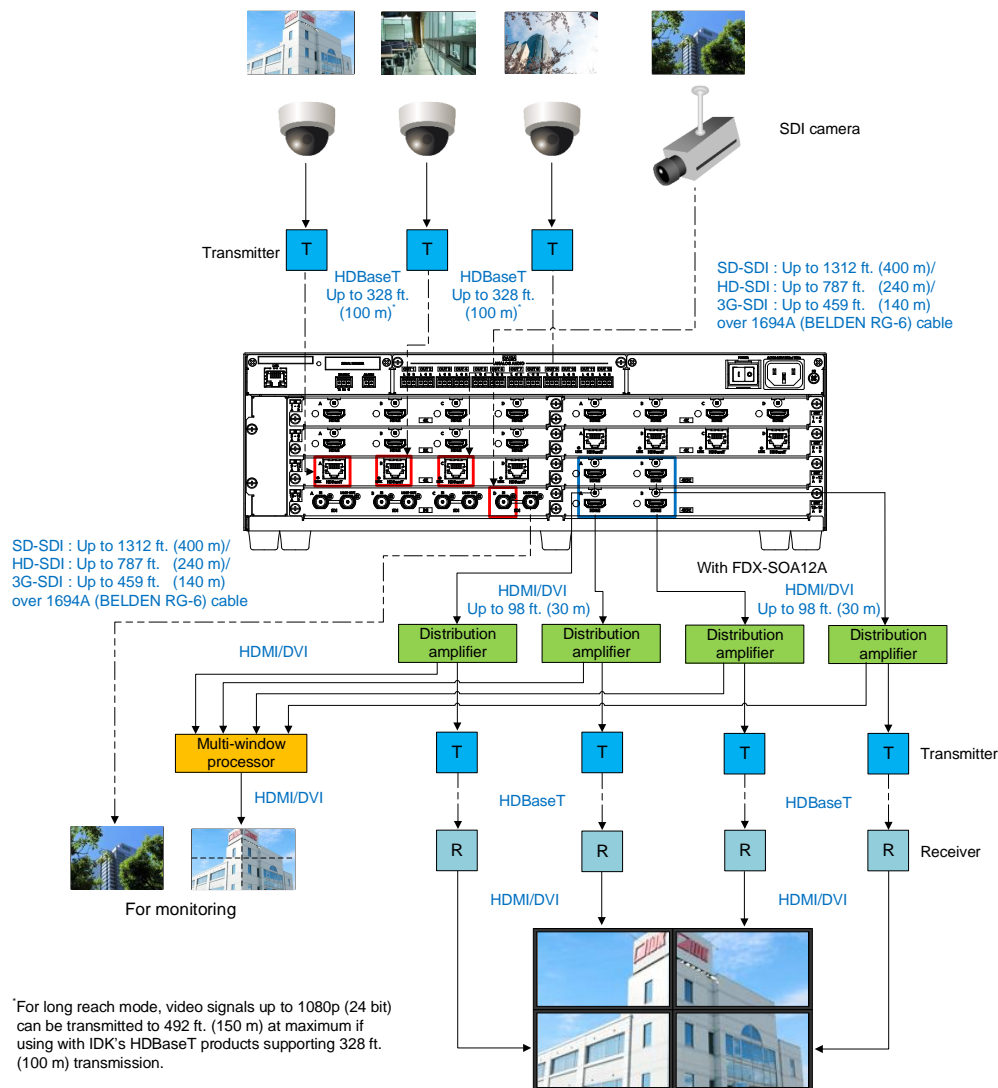 SDI camera
Transmitter
T
T
T
HDBaseT
Up to 328 ft.
(100 m)*
HDBaseT
Up to 328 ft.
(100 m)*
SD-SDI : Up to 1312 ft. (400 m)/
HD-SDI : Up to 787 ft. (240 m)/
3G-SDI : Up to 459 ft. (140 m)
over 1694A (BELDEN RG-6) cable
SD-SDI : Up to 1312 ft. (400 m)/
HD-SDI : Up to 787 ft. (240 m)/
3G-SDI : Up to 459 ft. (140 m)
over 1694A (BELDEN RG-6) cable
With FDX-SOA12A
HDMI/DVI
Up to 98 ft. (30 m)
HDMI/DVI
Up to 98 ft. (30 m)
Distribution
amplifier
Distribution
amplifier
Distribution
amplifier
Distribution
amplifier
HDMI/DVI
Multi-window
processor
T
T
T
T
Transmitter
HDMI/DVI
HDBaseT
HDBaseT
R
R
R
R
Receiver
For monitoring
HDMI/DVI
HDMI/DVI
*For long reach mode, video signals up to 1080p (24 bit)
can be transmitted to 492 ft. (150 m) at maximum if
using with IDK's HDBaseT products supporting 328 ft.
(100 m) transmission.